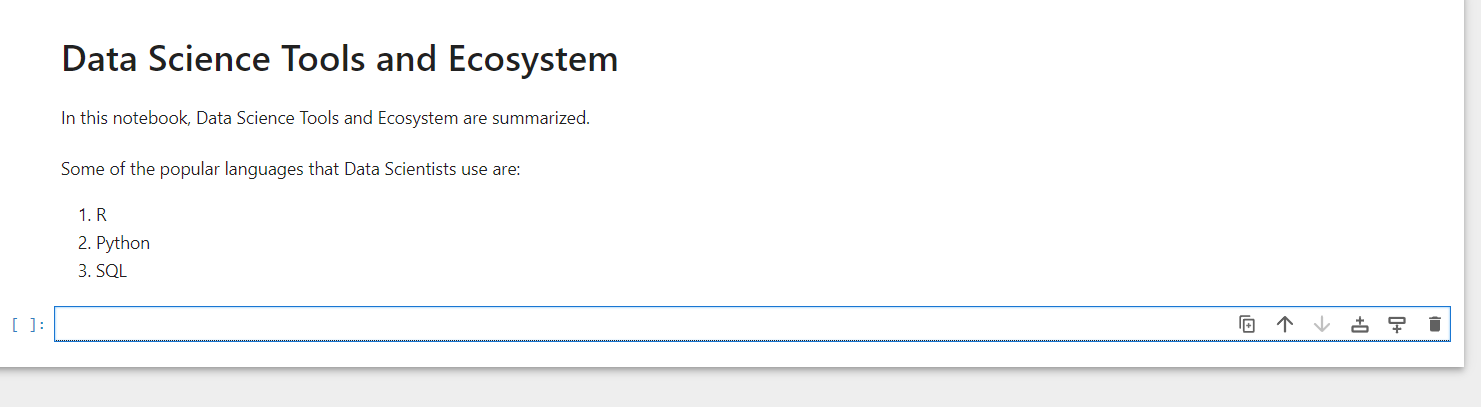 Data Science Tools and Ecosystem
In this notebook, Data Science Tools and Ecosystem are summarized.
Some of the popular languages that Data Scientists use are:
1. R
2. Python
3. SQL
[ ]: